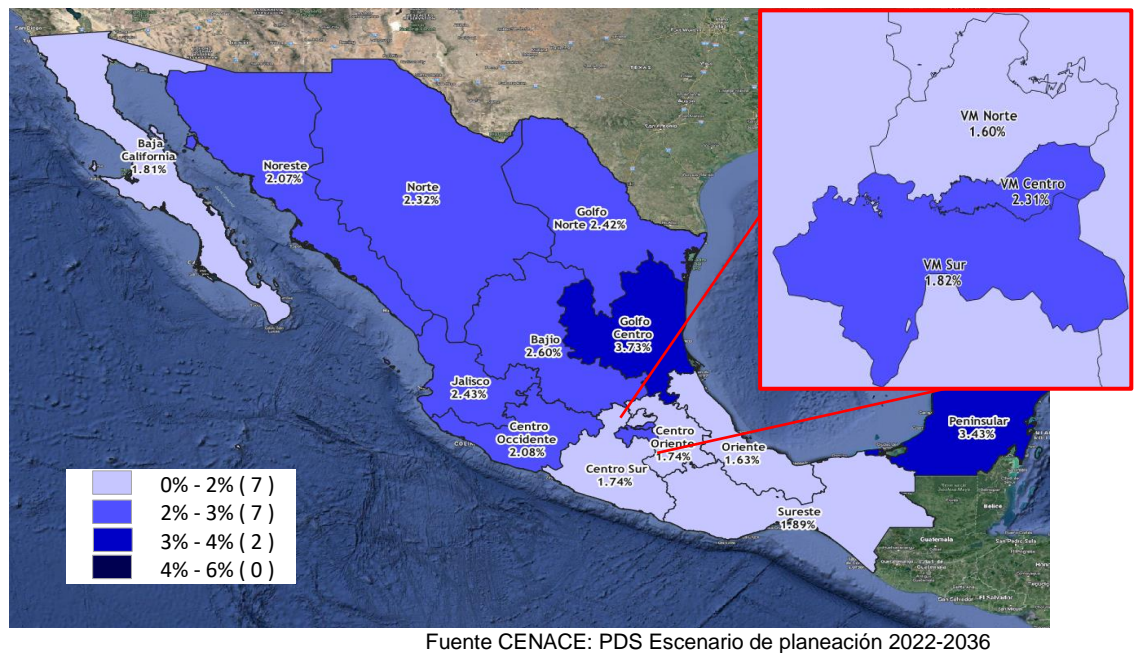 VM Norte
1.60%
VM Centro
2.31%
VM Sur
1.82%
Baja
California
1.81%
Noreste
2.07%
Norte
2.32%
Golfo
Norte 2.42%
Golfo
Centro
3.73%
Bajio
2.60%
Jalisco
2.43%
Centro
Occidente
2.08%
Centro
Oriente
1.74%
Oriente
1.63%
Centro Sur
1.74%
Sureste
1.89%
Peninsular
3.43%
Guatemala
El Salvador
0% - 2% ( 7 )
2% - 3% ( 7 )
3% - 4% ( 2 )
4% - 6% ( 0 )
Fuente CENACE: PDS Escenario de planeación 2022-2036